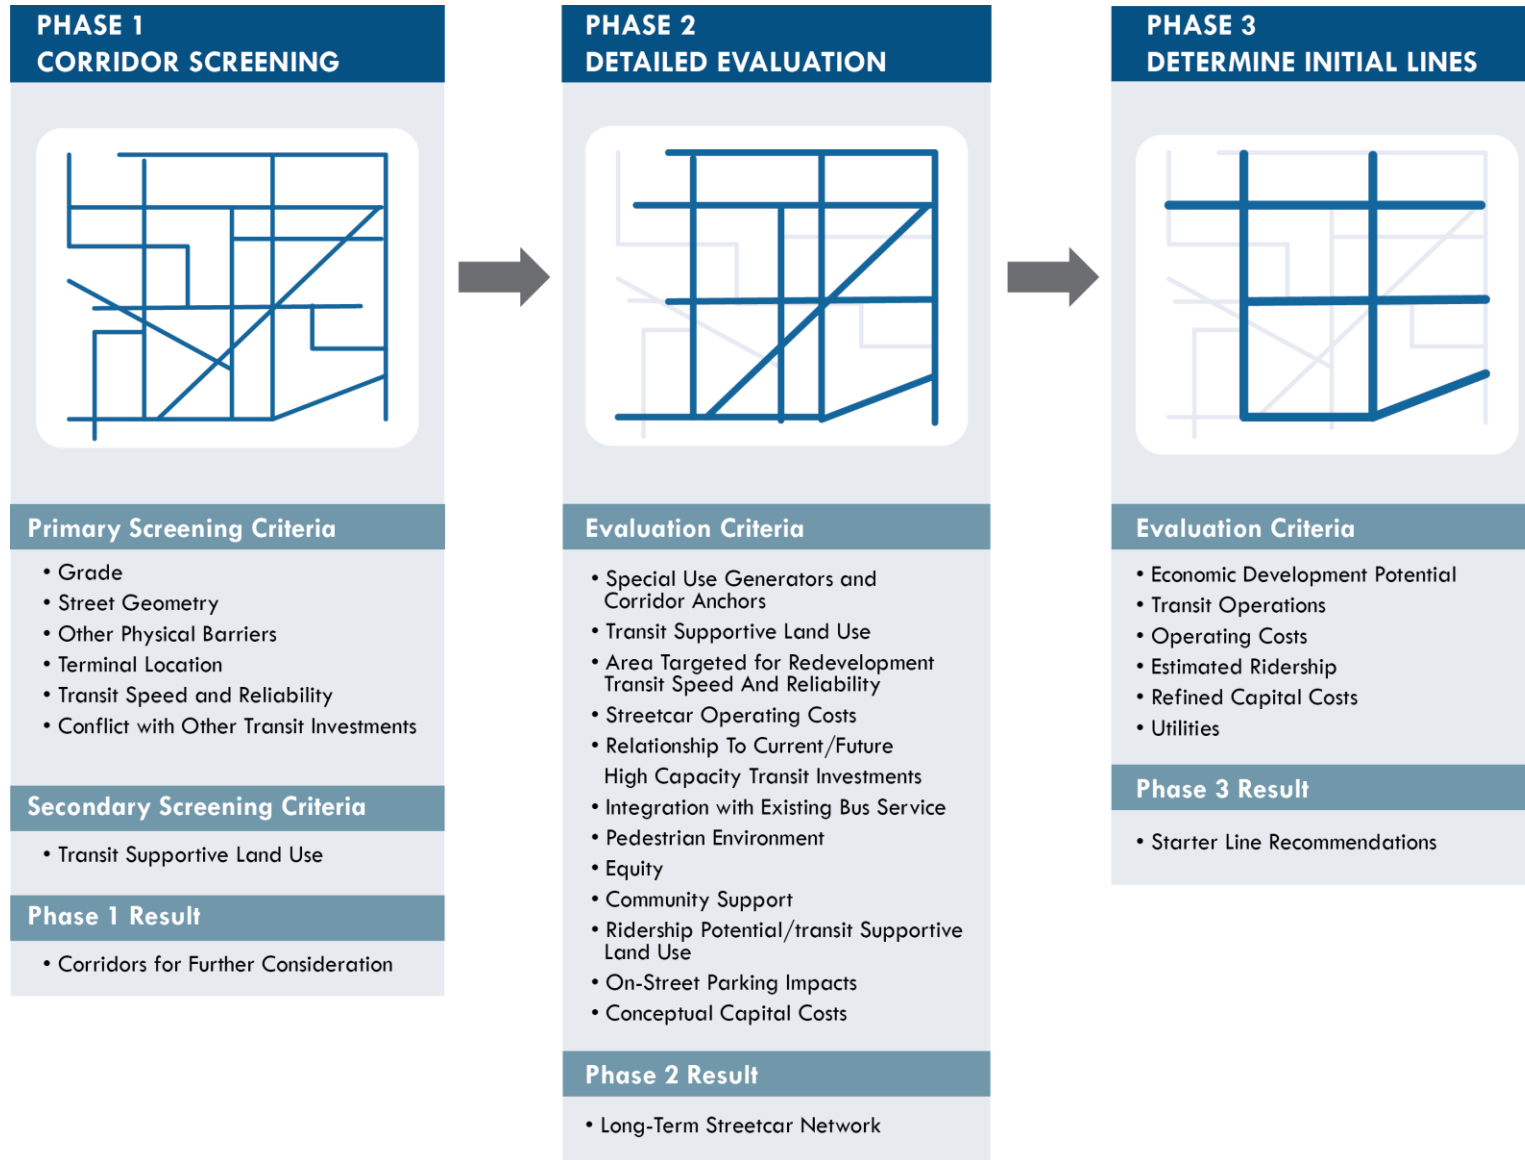 PHASE 1
CORRIDOR SCREENING
Primary Screening Criteria
• Grade
• Street Geometry
• Other Physical Barriers
• Terminal Location
• Transit Speed and Reliability
• Conflict with Other Transit Investments
Secondary Screening Criteria
• Transit Supportive Land Use
Phase 1 Result
• Corridors for Further Consideration
PHASE 2
DETAILED EVALUATION
Evaluation Criteria
• Special Use Generators and
Corridor Anchors
• Transit Supportive Land Use
• Area Targeted for Redevelopment
Transit Speed And Reliability
• Streetcar Operating Costs
• Relationship To Current/Future
High Capacity Transit Investments
• Integration with Existing Bus Service
• Pedestrian Environment
• Equity
• Community Support
• Ridership Potential/transit Supportive
Land Use
• On-Street Parking Impacts
• Conceptual Capital Costs
Phase 2 Result
• Long-Term Streetcar Network
PHASE 3
DETERMINE INITIAL LINES
Evaluation Criteria
• Economic Development Potential
• Transit Operations
• Operating Costs
• Estimated Ridership
• Refined Capital Costs
• Utilities
Phase 3 Result
• Starter Line Recommendations